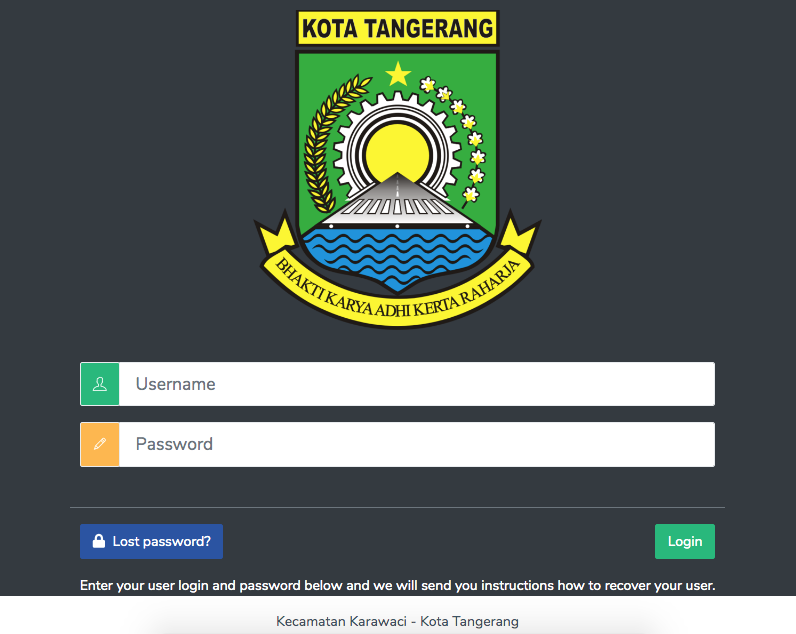 KOTA TANGERANG
BHAKTI KARYA ADHI KERTA RAHARJA
Username
Password
Lost password?
Login
Enter your user login and password below and we will send you instructions how to recover your user.
Kecamatan Karawaci - Kota Tangerang